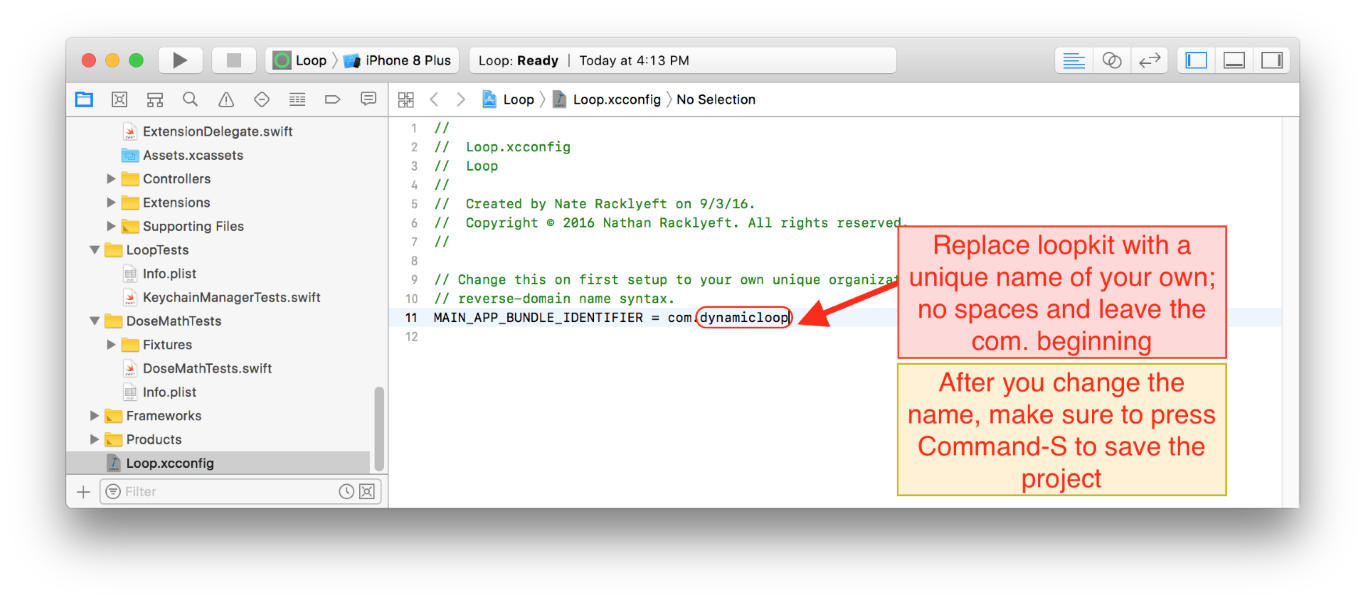 Loop
iPhone 8 Plus
Loop: Ready | Today at 4:13 PM
Loop
Loop.xcconfig
No Selection
ExtensionDelegate.swift
Assets.xcassets
Controllers
Extensions
Supporting Files
LoopTests
Info.plist
KeychainManagerTests.swift
DoseMathTests
Fixtures
DoseMathTests.swift
Info.plist
Frameworks
Products
Loop.xcconfig
Filter
1 //
2 // Loop.xcconfig
3 // Loop
4 //
5 // Created by Nate Racklyeft on 9/3/16.
6 // Copyright © 2016 Nathan Racklyeft. All rights reserved.
7 //
8
9 // Change this on first setup to your own unique
10 // reverse-domain name syntax.
11 MAIN_APP_BUNDLE_IDENTIFIER = com.dynamicloop
12
Replace loopkit with a
unique name of your own;
no spaces and leave the
com. beginning
After you change the
name, make sure to press
Command-S to save the
project